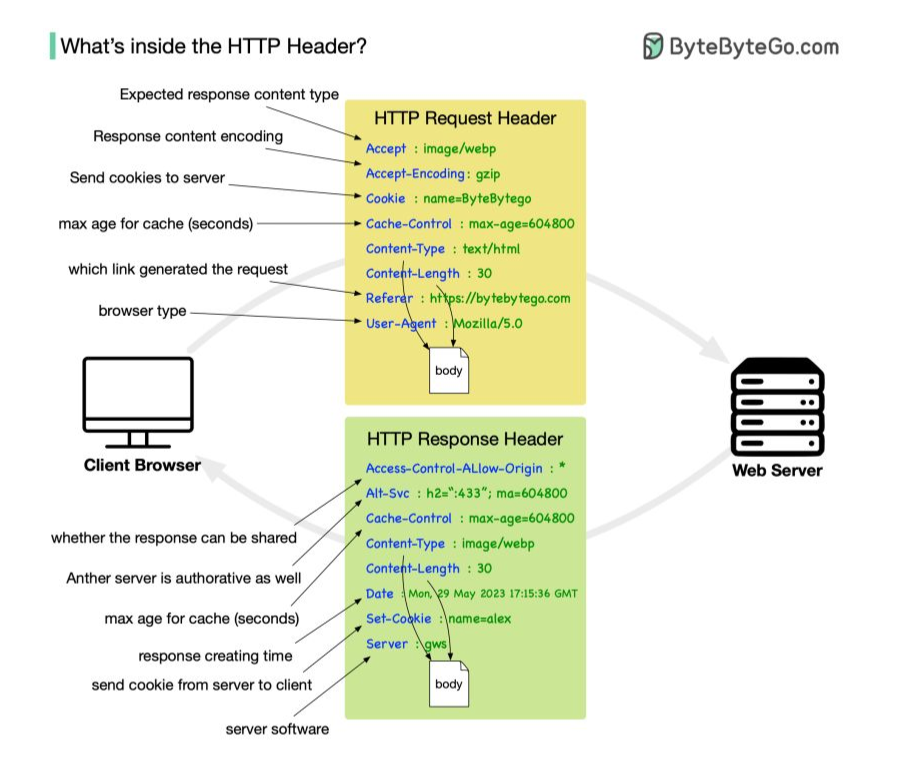 What's inside the HTTP Header?
ByteByteGo.com
Expected response content type
Response content encoding
Send cookies to server
max age for cache (seconds)
which link generated the request
browser type
HTTP Request Header
Accept : image/webp
Accept-Encoding: gzip
Cookie : name=ByteBytego
Cache-Control : max-age=604800
Content-Type : text/html
Content-Length : 30
Referer : https://bytebytego.com
User-Agent : Mozilla/5.0
body
Client Browser
Web Server
HTTP Response Header
Access-Control-ALlow-Origin : *
Alt-Svc : h2=":433"; ma=604800
Cache-Control : max-age=604800
Content-Type : image/webp
Content-Length : 30
Date : Mon, 29 May 2023 17:15:36 GMT
Set-Cookie : name=alex
Server : gws
body
whether the response can be shared
Anther server is authorative as well
max age for cache (seconds)
response creating time
send cookie from server to client
server software